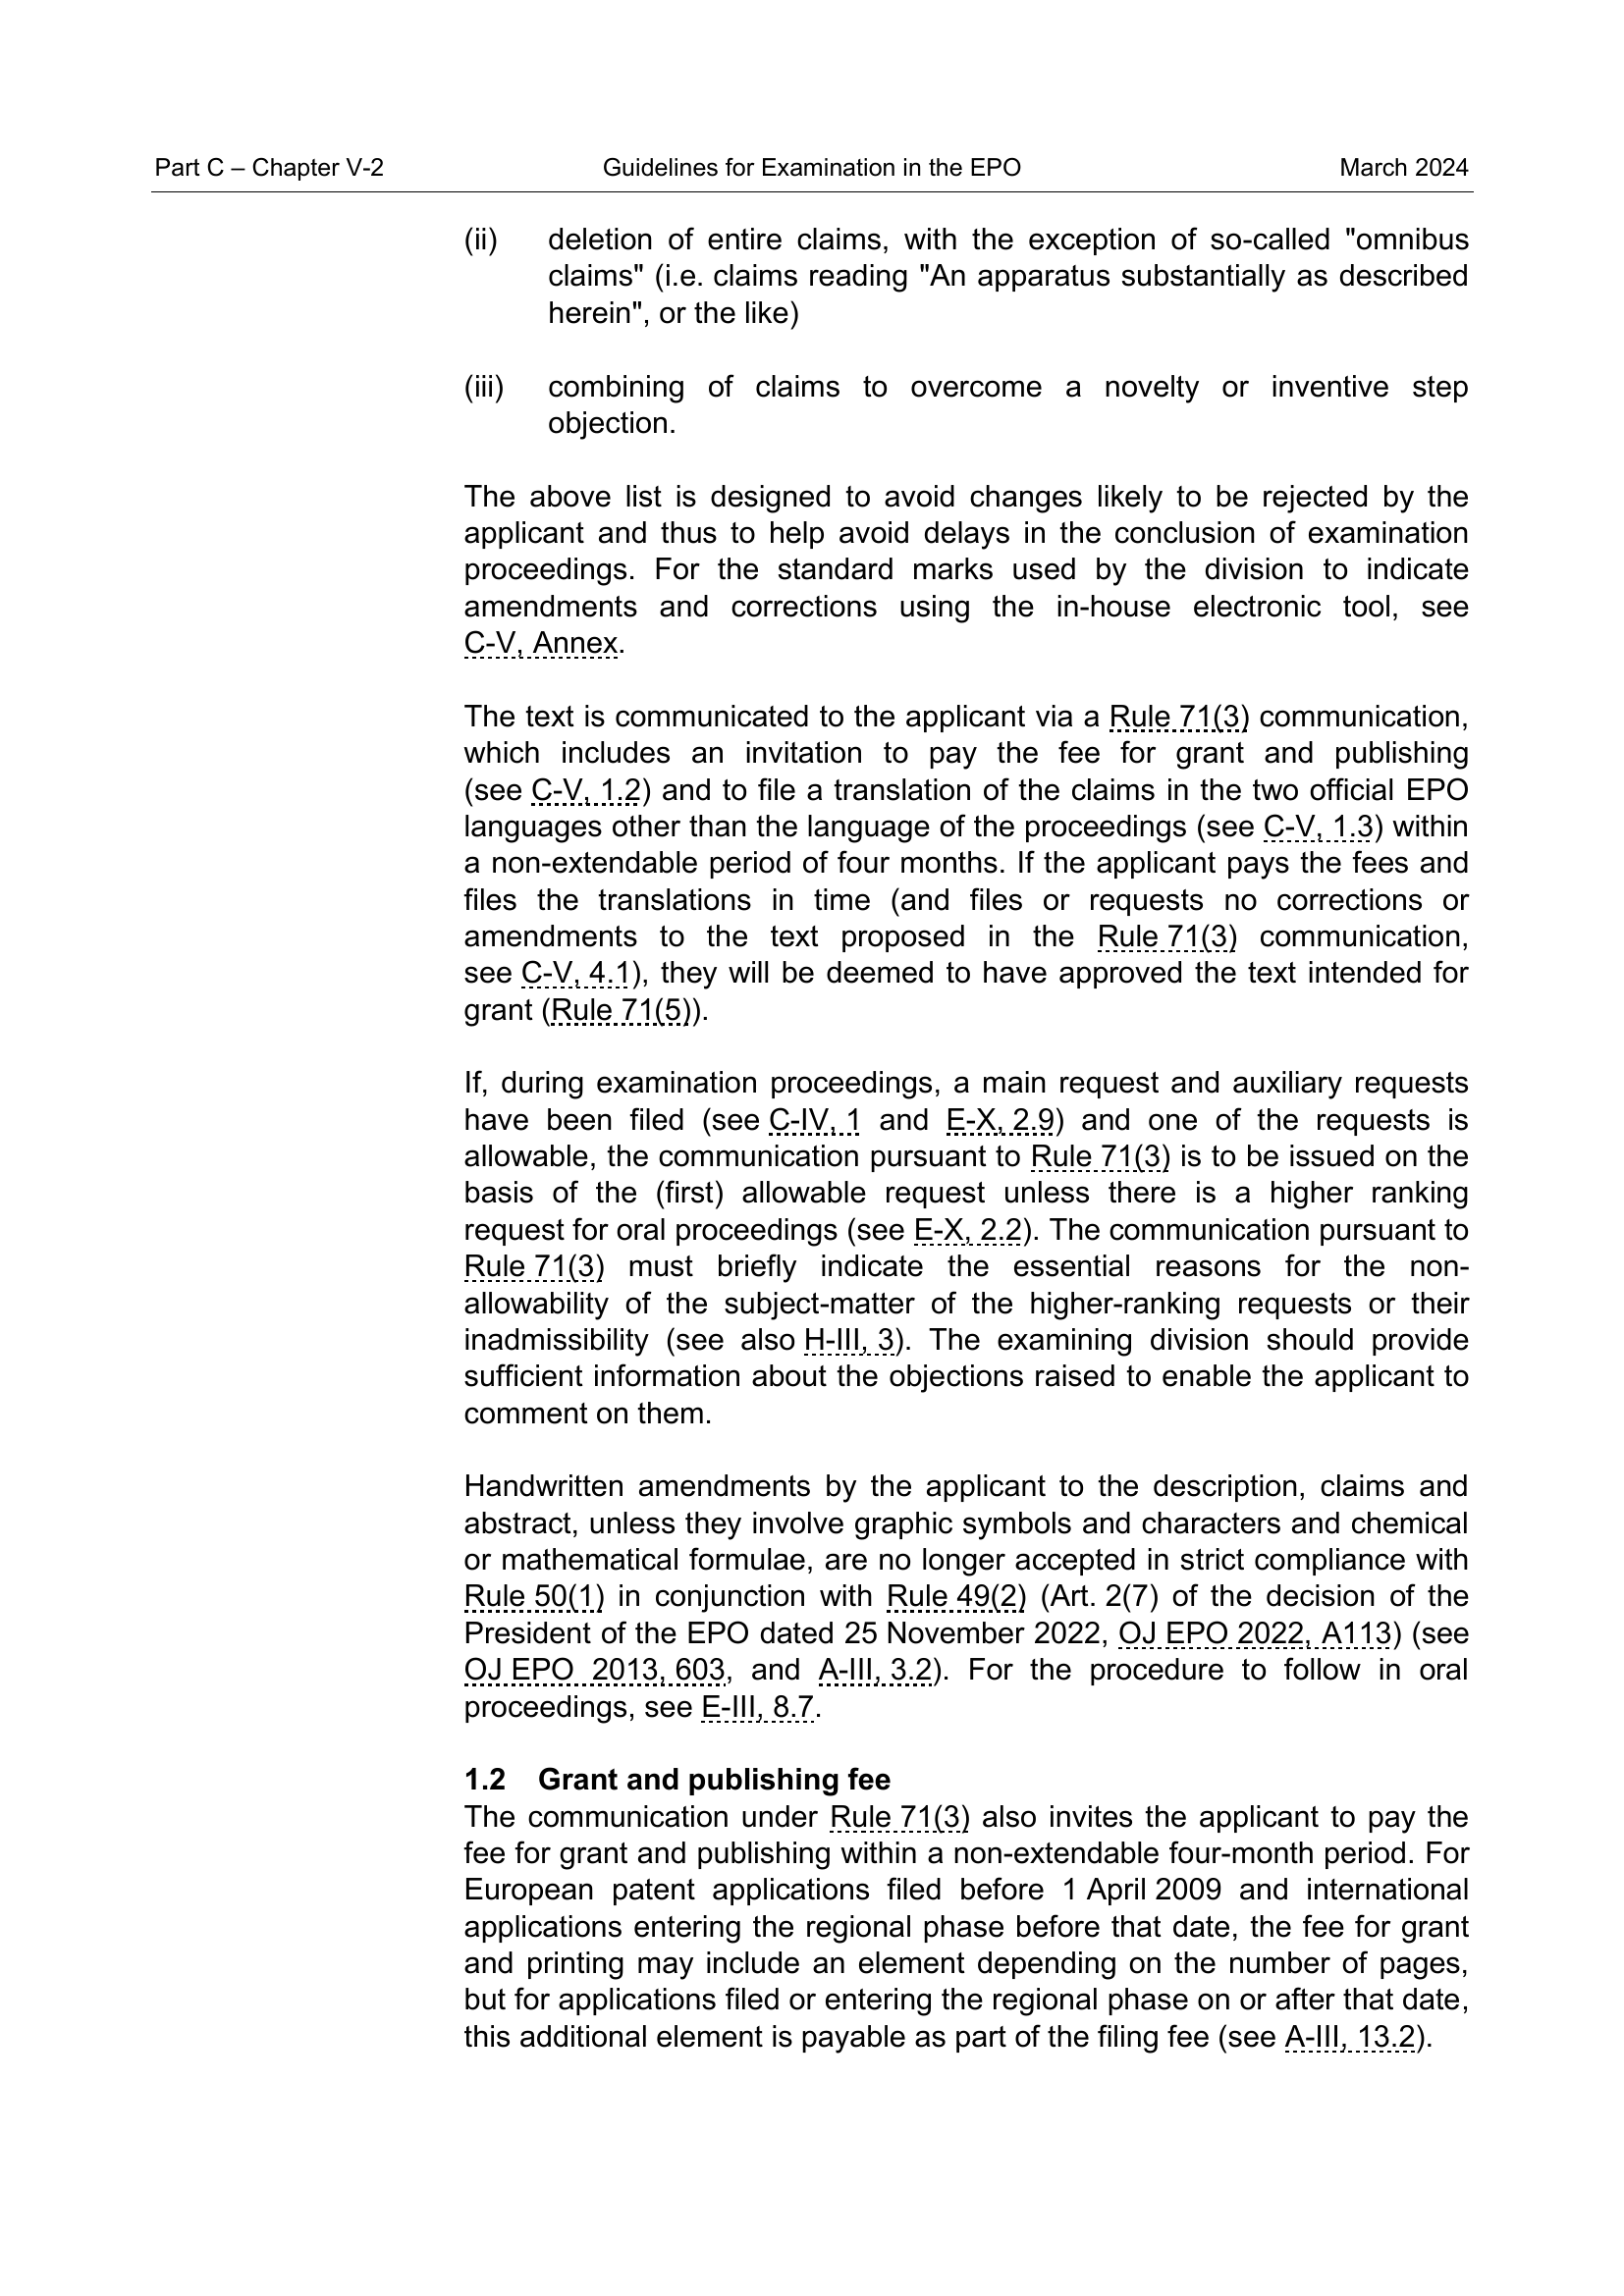 Part C – Chapter V-2 Guidelines for Examination in the EPO March 2024
(ii) deletion of entire claims, with the exception of so-called "omnibus
claims" (i.e. claims reading "An apparatus substantially as described
herein", or the like)
(iii) combining of claims to overcome a novelty or inventive step
objection.
The above list is designed to avoid changes likely to be rejected by the
applicant and thus to help avoid delays in the conclusion of examination
proceedings. For the standard marks used by the division to indicate
amendments and corrections using the in-house electronic tool, see
C-V, Annex.
The text is communicated to the applicant via a Rule 71(3) communication,
which includes an invitation to pay the fee for grant and publishing
(see C-V, 1.2) and to file a translation of the claims in the two official EPO
languages other than the language of the proceedings (see C-V, 1.3) within
a non-extendable period of four months. If the applicant pays the fees and
files the translations in time (and files or requests no corrections or
amendments to the text proposed in the Rule 71(3) communication,
see C-V, 4.1), they will be deemed to have approved the text intended for
grant (Rule 71(5)).
If, during examination proceedings, a main request and auxiliary requests
have been filed (see C-IV, 1 and E-X, 2.9) and one of the requests is
allowable, the communication pursuant to Rule 71(3) is to be issued on the
basis of the (first) allowable request unless there is a higher ranking
request for oral proceedings (see E-X, 2.2). The communication pursuant to
Rule 71(3) must briefly indicate the essential reasons for the non-
allowability of the subject-matter of the higher-ranking requests or their
inadmissibility (see also H-III, 3). The examining division should provide
sufficient information about the objections raised to enable the applicant to
comment on them.
Handwritten amendments by the applicant to the description, claims and
abstract, unless they involve graphic symbols and characters and chemical
or mathematical formulae, are no longer accepted in strict compliance with
Rule 50(1) in conjunction with Rule 49(2) (Art. 2(7) of the decision of the
President of the EPO dated 25 November 2022, OJ EPO 2022, A113) (see
OJ EPO 2013, 603, and A-III, 3.2). For the procedure to follow in oral
proceedings, see E-III, 8.7.
1.2 Grant and publishing fee
The communication under Rule 71(3) also invites the applicant to pay the
fee for grant and publishing within a non-extendable four-month period. For
European patent applications filed before 1 April 2009 and international
applications entering the regional phase before that date, the fee for grant
and printing may include an element depending on the number of pages,
but for applications filed or entering the regional phase on or after that date,
this additional element is payable as part of the filing fee (see A-III, 13.2).